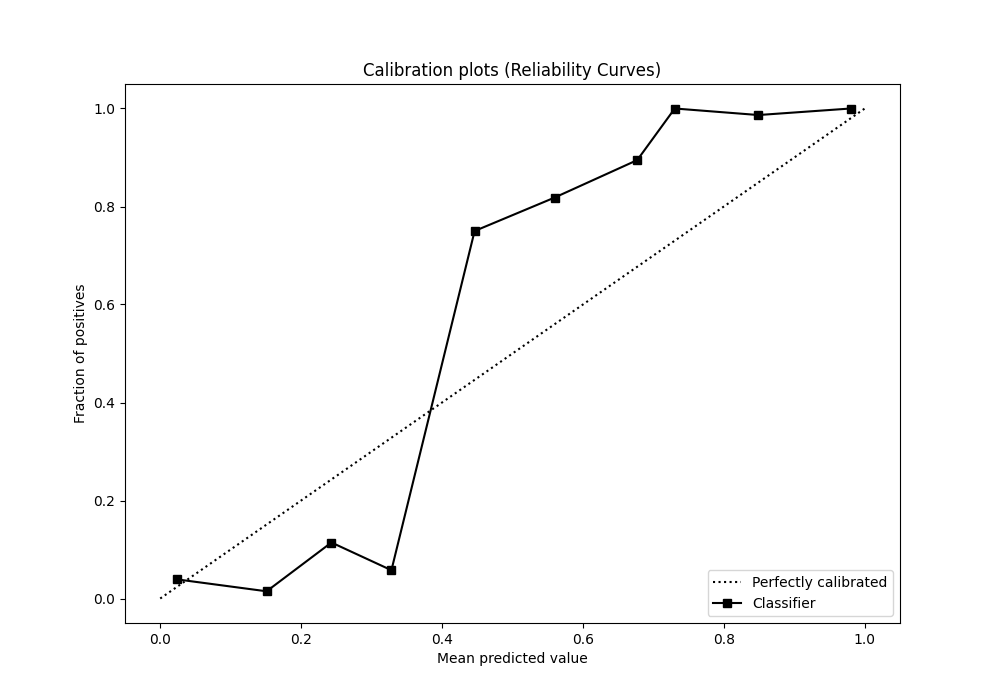 Calibration plots (Reliability Curves)
1.0
0.8
0.6
0.4
0.2
0.0
Fraction of positives
0.0 0.2 0.4 0.6 0.8 1.0
Mean predicted value
Perfectly calibrated
Classifier